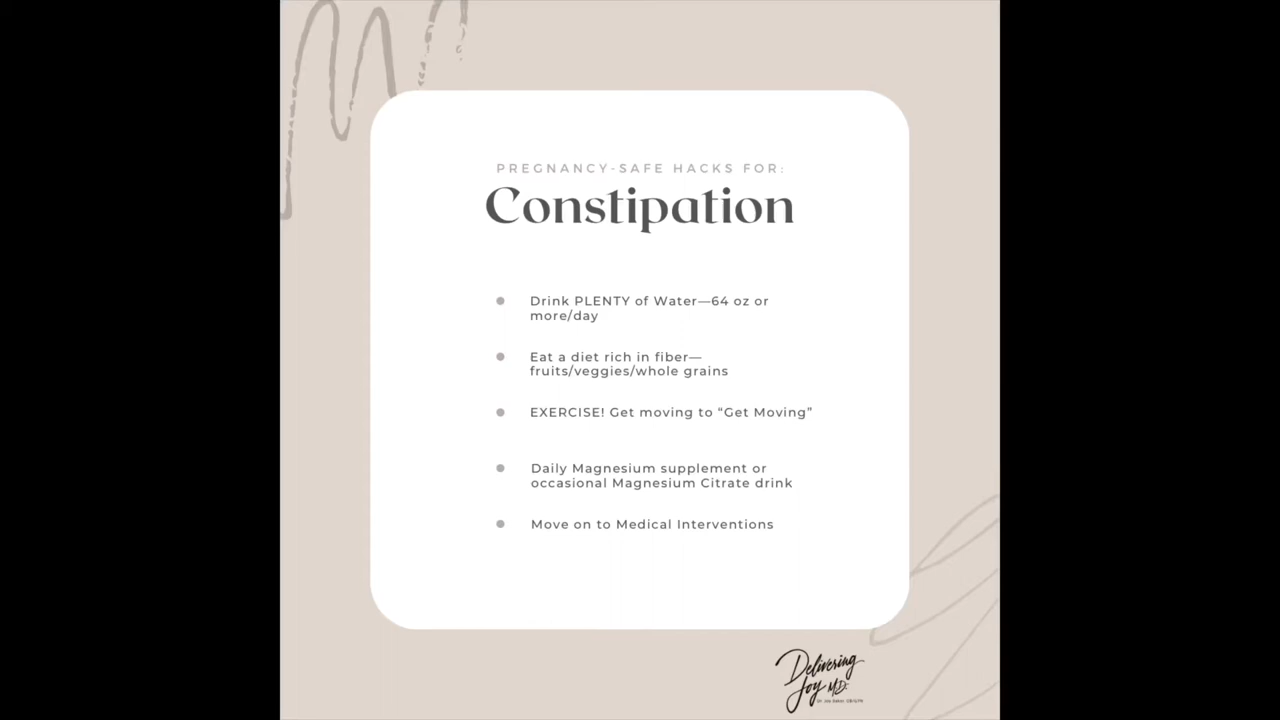 PREGNANCY-SAFE HACKS FOR:
Constipation
Drink PLENTY of Water—64 oz or
more/day
Eat a diet rich in fiber—
fruits/veggies/whole grains
EXERCISE! Get moving to “Get Moving”
Daily Magnesium supplement or
occasional Magnesium Citrate drink
Move on to Medical Interventions
Delivering
Joy MD.